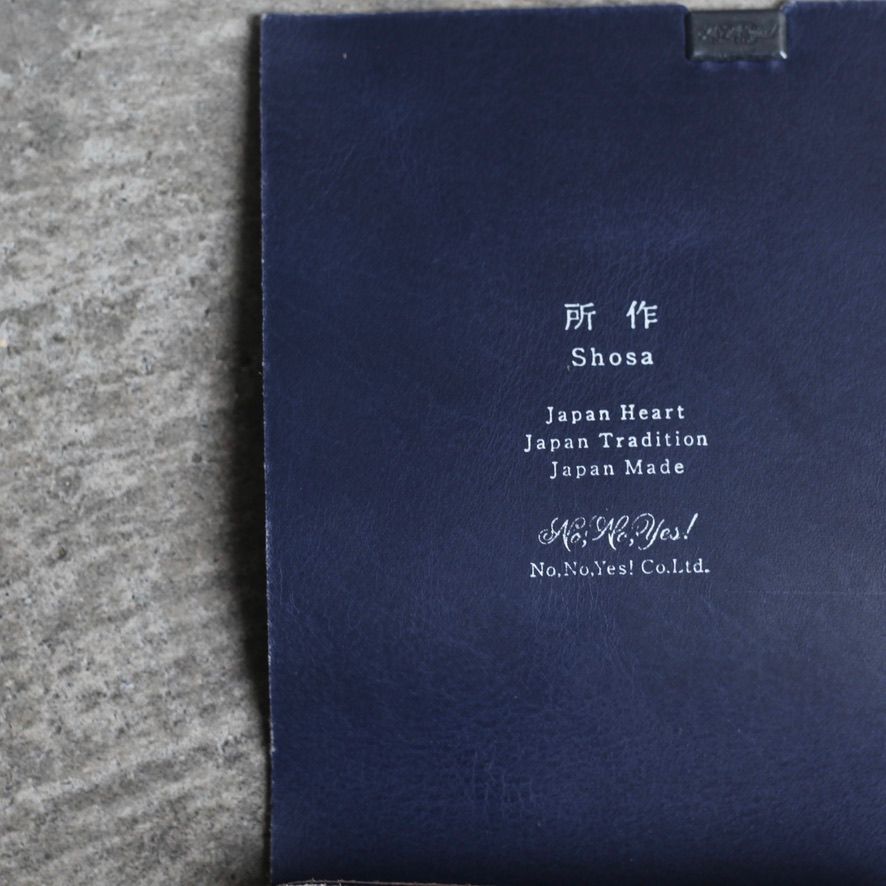 所作
Shosa
Japan Heart
Japan Tradition
Japan Made
No,No,Yes!
No,No,Yes! Co.Ltd.